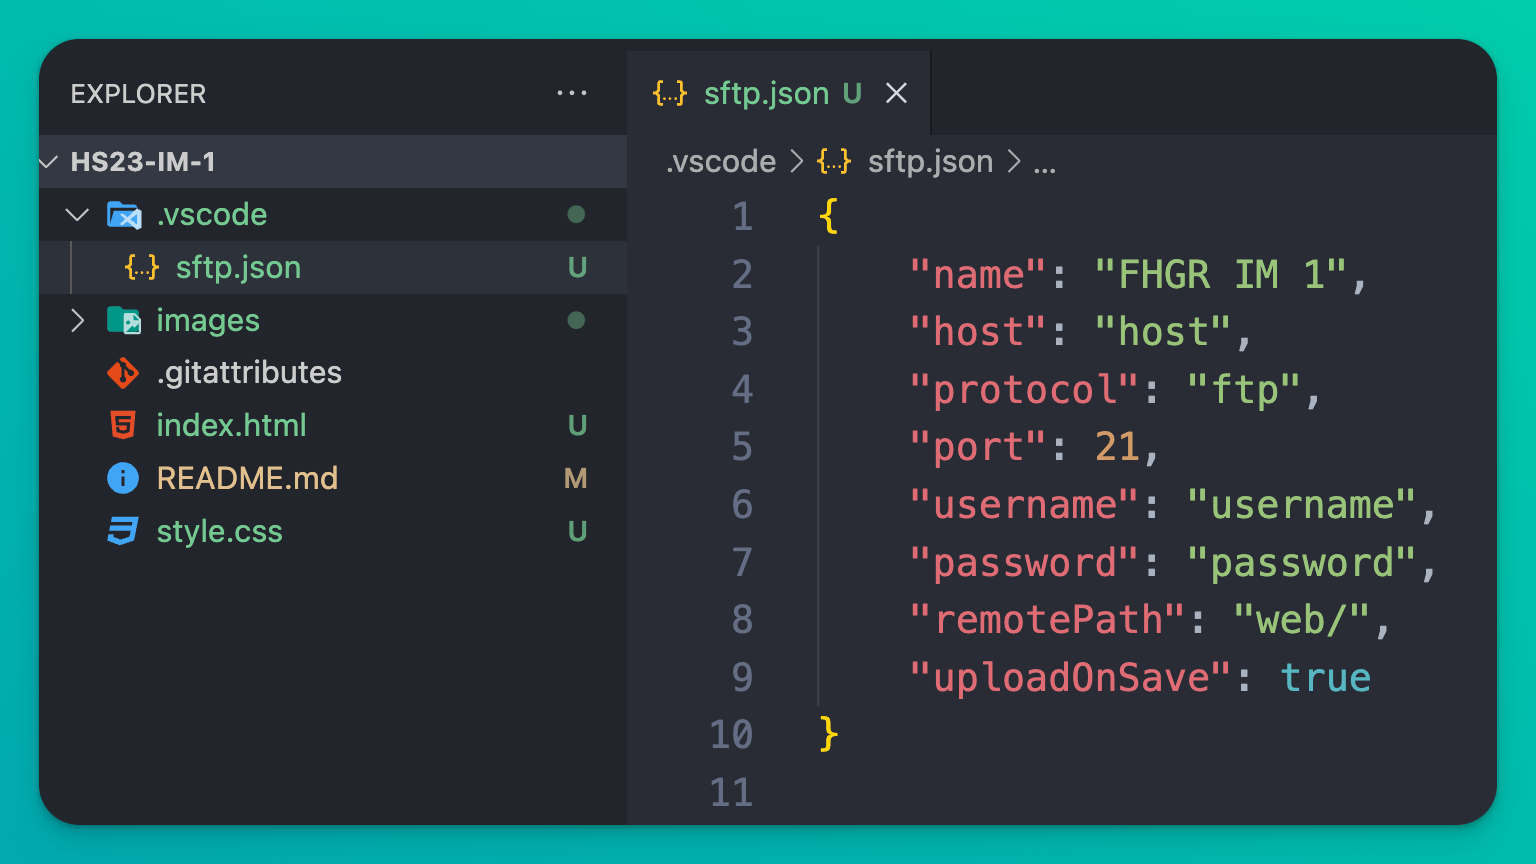 EXPLORER ...
HS23-IM-1
.vscode
{...} sftp.json U
images
.gitattributes
index.html U
README.md M
style.css U
{...} sftp.json U
.vscode > {...} sftp.json > ...
1 {
2 "name": "FHGR IM 1",
3 "host": "host",
4 "protocol": "ftp",
5 "port": 21,
6 "username": "username",
7 "password": "password",
8 "remotePath": "web/",
9 "uploadOnSave": true
10 }
11